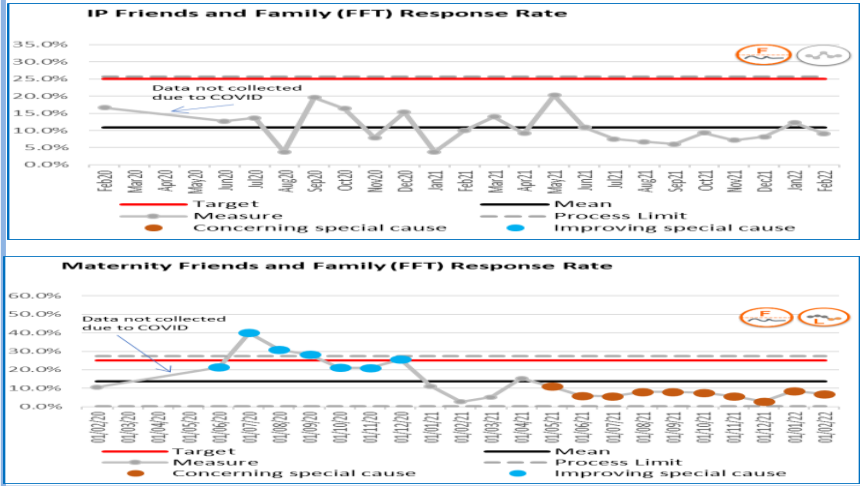 IP Friends and Family (FFT) Response Rate
35.0%
30.0%
25.0%
20.0%
15.0%
10.0%
5.0%
0.0%
Data not collected
due to COVID
F
Feb20 Mar20 Apr20 May20 Jun20 Jul20 Aug20 Sep20 Oct20 Nov20 Dec20 Jan21 Feb21 Mar21 Apr21 May21 Jun21 Jul21 Aug21 Sep21 Oct21 Nov21 Dec21 Jan22 Feb22
Target Mean
Measure Process Limit
Concerning special cause Improving special cause
Maternity Friends and Family (FFT) Response Rate
60.0%
50.0%
40.0%
30.0%
20.0%
10.0%
0.0%
Data not collected
due to COVID
F L
01/02/20 01/03/20 01/04/20 01/05/20 01/06/20 01/07/20 01/08/20 01/09/20 01/10/20 01/11/20 01/12/20 01/01/21 01/02/21 01/03/21 01/04/21 01/05/21 01/06/21 01/07/21 01/08/21 01/09/21 01/10/21 01/11/21 01/12/21 01/01/22 01/02/22
Target Mean
Measure Process Limit
Concerning special cause Improving special cause